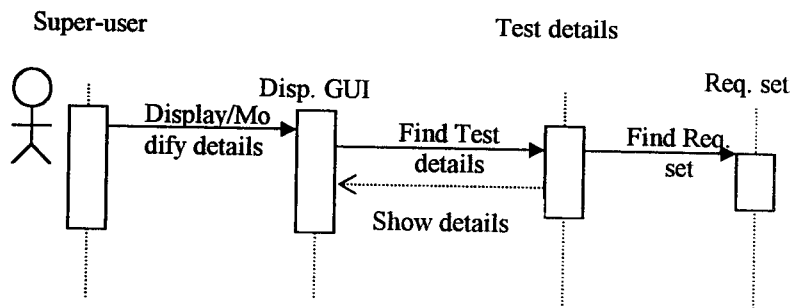 Super-user
Test details
Disp. GUI
Req. set
Display/Mo
dify details
Find Test
details
Find Req.
set
Show details